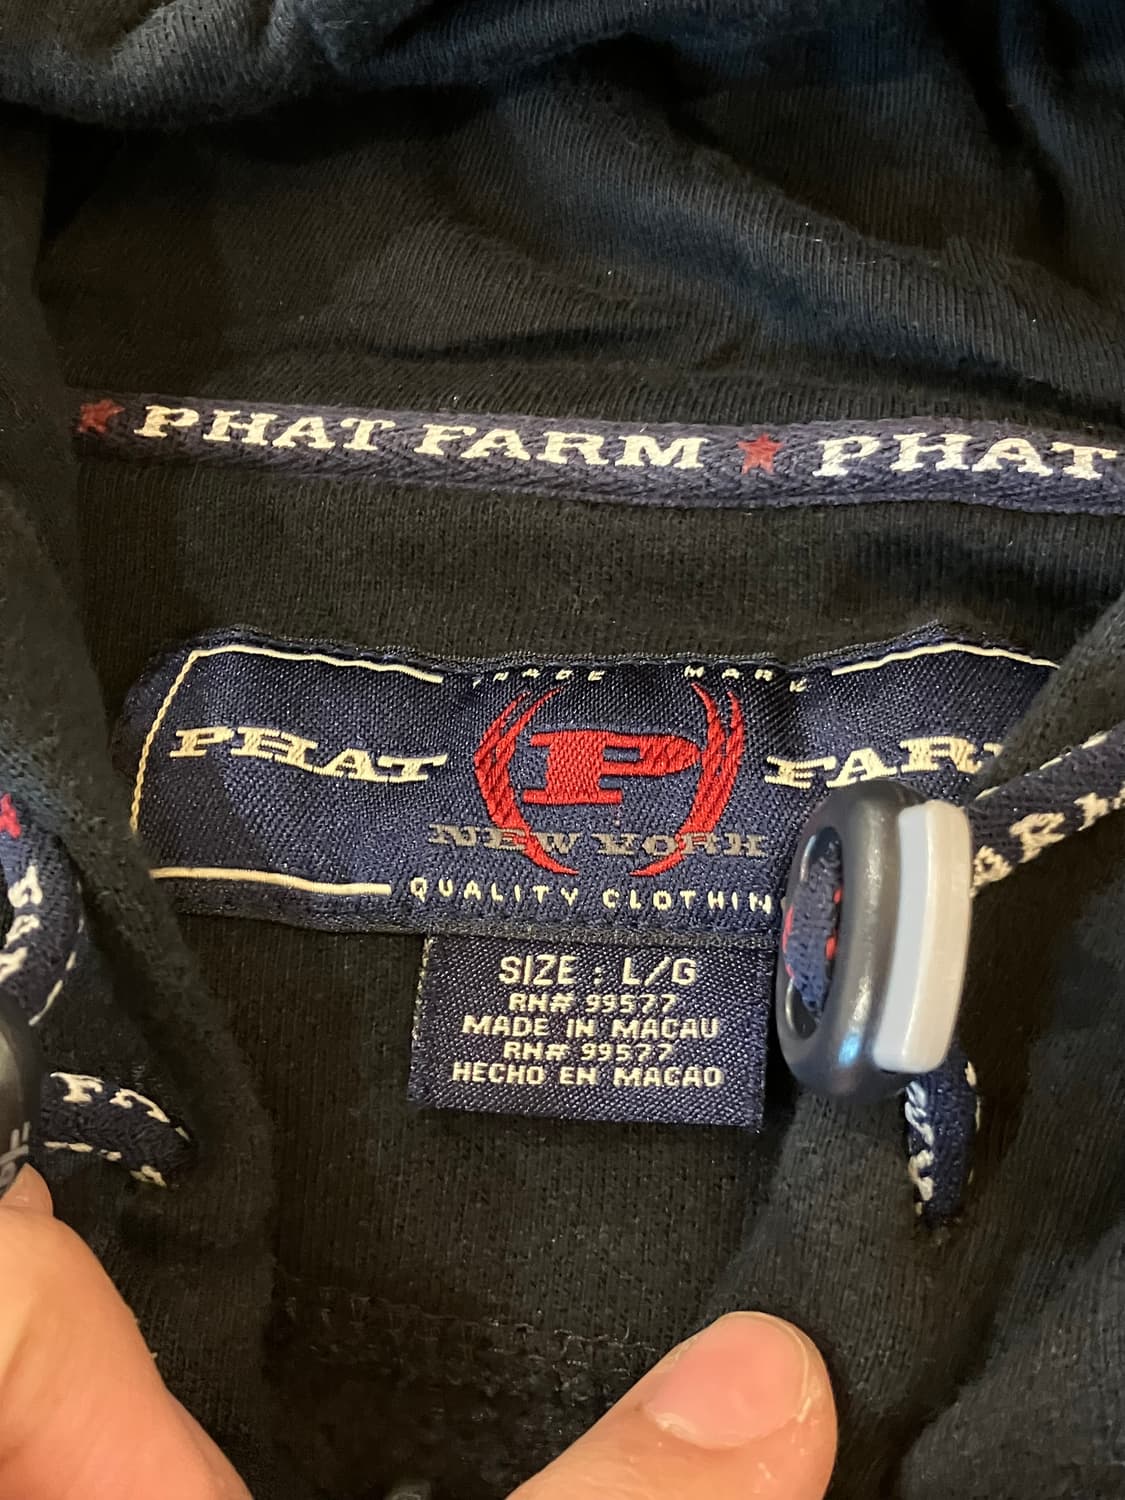 PHAT FARM PHAT
TRADE MARK
PHAT P FAR
NEW YORK
QUALITY CLOTHIN
SIZE : L/G
RN# 99577
MADE IN MACAU
RN# 99577
HECHO EN MACAO